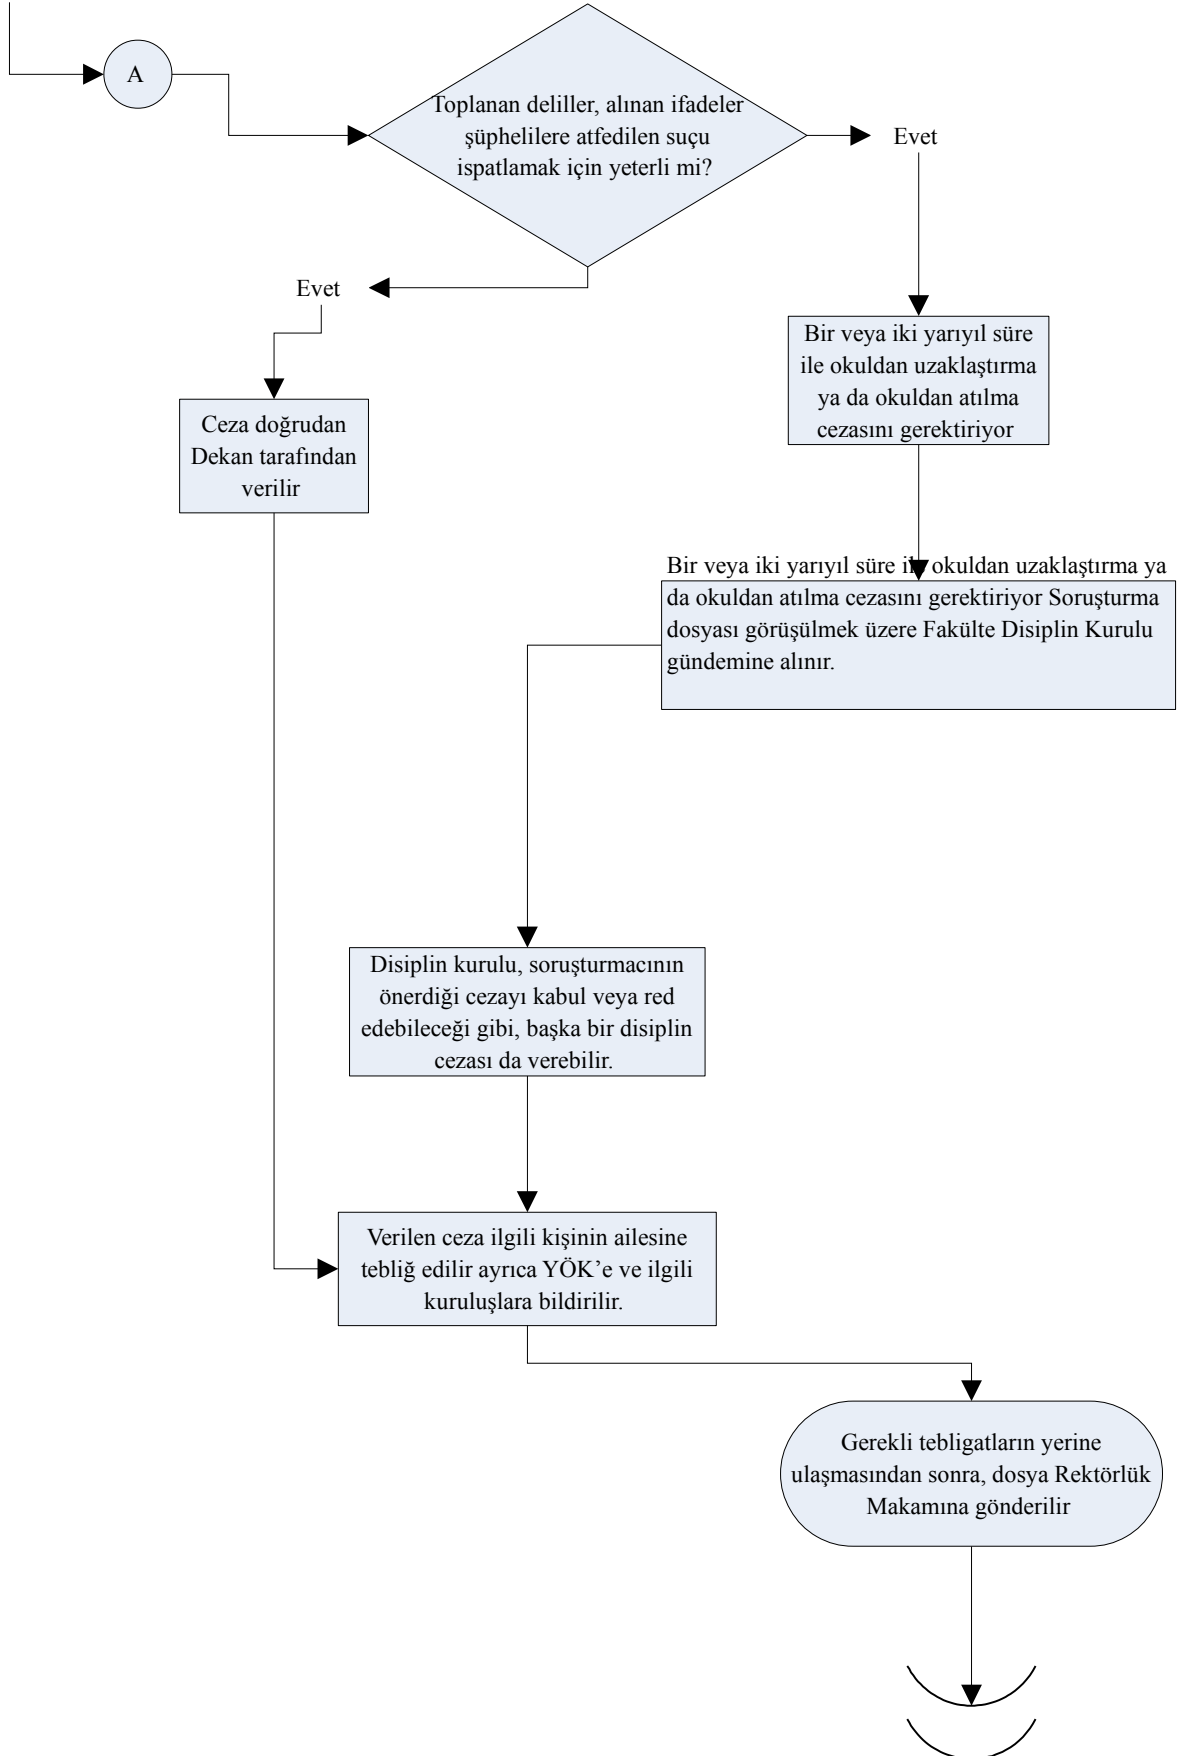 A
Toplanan deliller, alınan ifadeler
şüphelilere atfedilen suçu
ispatlamak için yeterli mi?
Evet
Evet
Bir veya iki yarıyıl süre
ile okuldan uzaklaştırma
ya da okuldan atılma
cezasını gerektiriyor
Ceza doğrudan
Dekan tarafından
verilir
Bir veya iki yarıyıl süre ile okuldan uzaklaştırma ya
da okuldan atılma cezasını gerektiriyor Soruşturma
dosyası görüşülmek üzere Fakülte Disiplin Kurulu
gündemine alınır.
Disiplin kurulu, soruşturmacının
önerdiği cezayı kabul veya red
edebileceği gibi, başka bir disiplin
cezası da verebilir.
Verilen ceza ilgili kişinin ailesine
tebliğ edilir ayrıca YÖK’e ve ilgili
kuruluşlara bildirilir.
Gerekli tebligatların yerine
ulaşmasından sonra, dosya Rektörlük
Makamına gönderilir